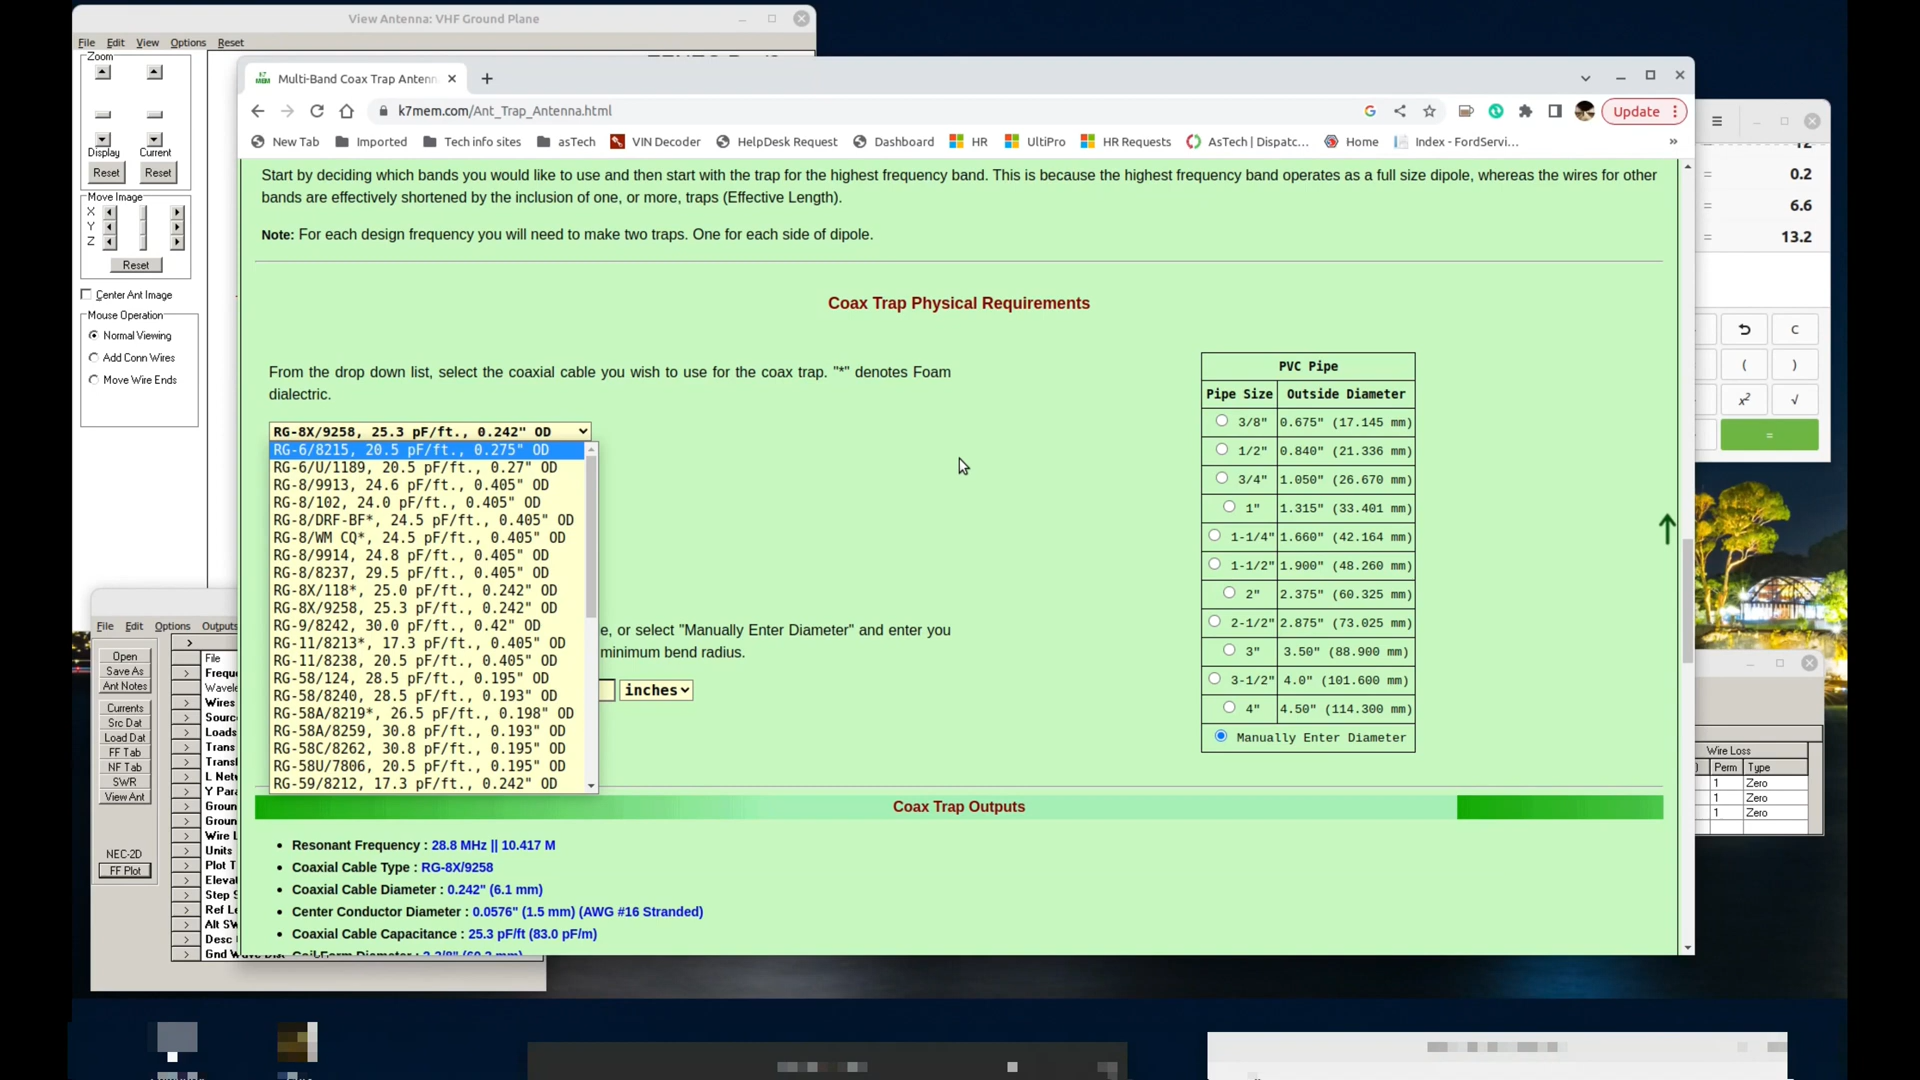 View Antenna: VHF Ground Plane
File Edit View Options Reset
Zoom
Display Current
Reset Reset
Move Image
X
Y
Z
Reset
Center Ant Image
Mouse Operation
Normal Viewing
Add Conn Wires
Move Wire Ends
Multi-Band Coax Trap Antenn
k7mem.com/Ant_Trap_Antenna.html
Update
New Tab Imported Tech info sites asTech VIN Decoder HelpDesk Request Dashboard HR UltiPro HR Requests AsTech | Dispatc... Home Index - FordServi... »
Start by deciding which bands you would like to use and then start with the trap for the highest frequency band. This is because the highest frequency band operates as a full size dipole, whereas the wires for other
bands are effectively shortened by the inclusion of one, or more, traps (Effective Length).
Note: For each design frequency you will need to make two traps. One for each side of dipole.
Coax Trap Physical Requirements
From the drop down list, select the coaxial cable you wish to use for the coax trap. "*" denotes Foam
dialectric.
RG-8X/9258, 25.3 pF/ft., 0.242" OD
RG-6/8215, 20.5 pF/ft., 0.275" OD
RG-6/U/1189, 20.5 pF/ft., 0.27" OD
RG-8/9913, 24.6 pF/ft., 0.405" OD
RG-8/102, 24.0 pF/ft., 0.405" OD
RG-8/DRF-BF*, 24.5 pF/ft., 0.405" OD
RG-8/WM CQ*, 24.5 pF/ft., 0.405" OD
RG-8/9914, 24.8 pF/ft., 0.405" OD
RG-8/8237, 29.5 pF/ft., 0.405" OD
RG-8X/118*, 25.0 pF/ft., 0.242" OD
RG-8X/9258, 25.3 pF/ft., 0.242" OD
RG-9/8242, 30.0 pF/ft., 0.42" OD
RG-11/8213*, 17.3 pF/ft., 0.405" OD
RG-11/8238, 20.5 pF/ft., 0.405" OD
RG-58/124, 28.5 pF/ft., 0.195" OD
RG-58/8240, 28.5 pF/ft., 0.193" OD
RG-58A/8219*, 26.5 pF/ft., 0.198" OD
RG-58A/8259, 30.8 pF/ft., 0.193" OD
RG-58C/8262, 30.8 pF/ft., 0.195" OD
RG-58U/7806, 20.5 pF/ft., 0.195" OD
RG-59/8212, 17.3 pF/ft., 0.242" OD
e, or select "Manually Enter Diameter" and enter you
minimum bend radius.
inches
PVC Pipe
Pipe Size Outside Diameter
3/8" 0.675" (17.145 mm)
1/2" 0.840" (21.336 mm)
3/4" 1.050" (26.670 mm)
1" 1.315" (33.401 mm)
1-1/4" 1.660" (42.164 mm)
1-1/2" 1.900" (48.260 mm)
2" 2.375" (60.325 mm)
2-1/2" 2.875" (73.025 mm)
3" 3.50" (88.900 mm)
3-1/2" 4.0" (101.600 mm)
4" 4.50" (114.300 mm)
Manually Enter Diameter
Coax Trap Outputs
Resonant Frequency : 28.8 MHz || 10.417 M
Coaxial Cable Type : RG-8X/9258
Coaxial Cable Diameter : 0.242" (6.1 mm)
Center Conductor Diameter : 0.0576" (1.5 mm) (AWG #16 Stranded)
Coaxial Cable Capacitance : 25.3 pF/ft (83.0 pF/m)
= 0.2
= 6.6
= 13.2
C
( )
x² √
=
File Edit Options Outputs
Open
Save As
Ant Notes
Currents
Src Dat
Load Dat
FF Tab
NF Tab
SWR
View Ant
NEC-2D
FF Plot
>
File
Frequ
Wavele
Wires
Sourc
Loads
Trans
Transf
L Netw
Y Para
Groun
Groun
Wire L
Units
Plot T
Elevat
Step S
Ref Le
Alt SW
Desc
Gnd Wave Dist
Wire Loss
) Perm Type
1 Zero
1 Zero
1 Zero